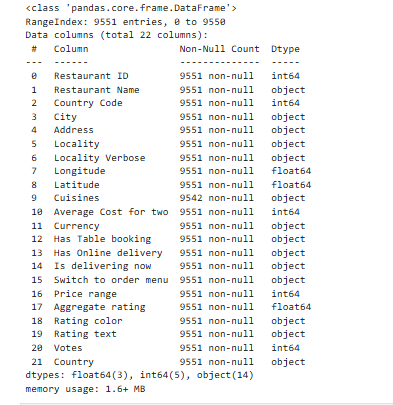 <class 'pandas.core.frame.DataFrame'>
RangeIndex: 9551 entries, 0 to 9550
Data columns (total 22 columns):
 #   Column                Non-Null Count  Dtype
---  ------                --------------  -----
 0   Restaurant ID         9551 non-null   int64
 1   Restaurant Name       9551 non-null   object
 2   Country Code          9551 non-null   int64
 3   City                  9551 non-null   object
 4   Address               9551 non-null   object
 5   Locality              9551 non-null   object
 6   Locality Verbose      9551 non-null   object
 7   Longitude             9551 non-null   float64
 8   Latitude              9551 non-null   float64
 9   Cuisines              9542 non-null   object
 10  Average Cost for two  9551 non-null   int64
 11  Currency              9551 non-null   object
 12  Has Table booking     9551 non-null   object
 13  Has Online delivery   9551 non-null   object
 14  Is delivering now     9551 non-null   object
 15  Switch to order menu  9551 non-null   object
 16  Price range           9551 non-null   int64
 17  Aggregate rating      9551 non-null   float64
 18  Rating color          9551 non-null   object
 19  Rating text           9551 non-null   object
 20  Votes                 9551 non-null   int64
 21  Country               9551 non-null   object
dtypes: float64(3), int64(5), object(14)
memory usage: 1.6+ MB